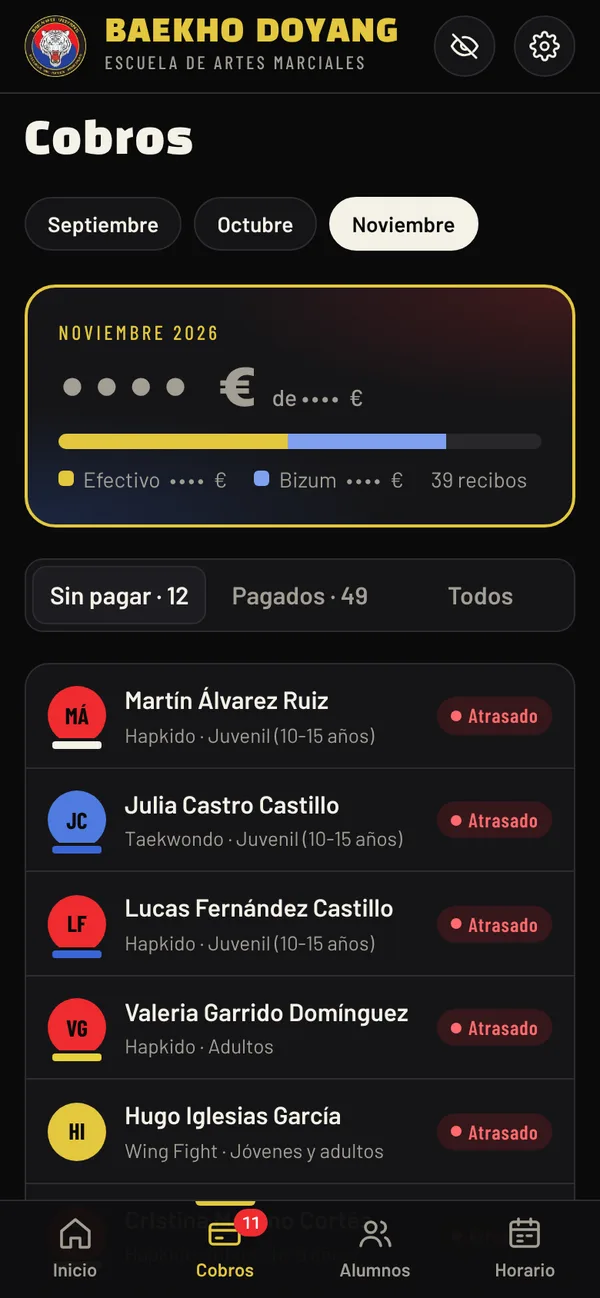 BAEKHO DOYANG
ESCUELA DE ARTES MARCIALES
Cobros
Septiembre
Octubre
Noviembre
NOVIEMBRE 2026
•••• € de •••• €
Efectivo •••• €
Bizum •••• €
39 recibos
Sin pagar · 12
Pagados · 49
Todos
MÁ
Martín Álvarez Ruiz
Hapkido · Juvenil (10-15 años)
Atrasado
JC
Julia Castro Castillo
Taekwondo · Juvenil (10-15 años)
Atrasado
LF
Lucas Fernández Castillo
Hapkido · Juvenil (10-15 años)
Atrasado
VG
Valeria Garrido Domínguez
Hapkido · Adultos
Atrasado
HI
Hugo Iglesias García
Wing Fight · Jóvenes y adultos
Atrasado
11
Inicio
Cobros
Alumnos
Horario